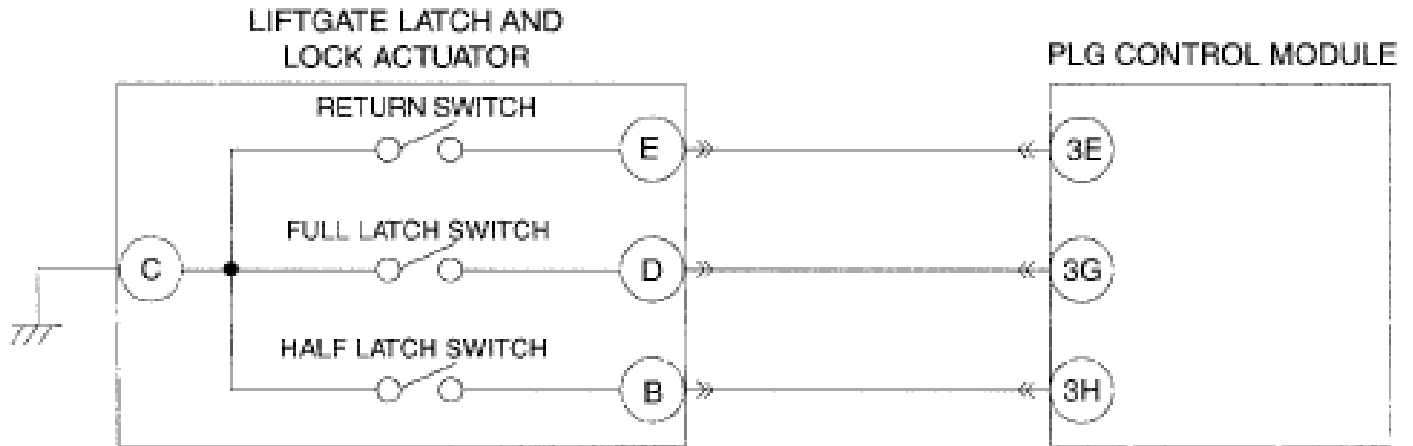 LIFTGATE LATCH AND
LOCK ACTUATOR
PLG CONTROL MODULE
RETURN SWITCH
E
3E
FULL LATCH SWITCH
C
D
3G
HALF LATCH SWITCH
B
3H